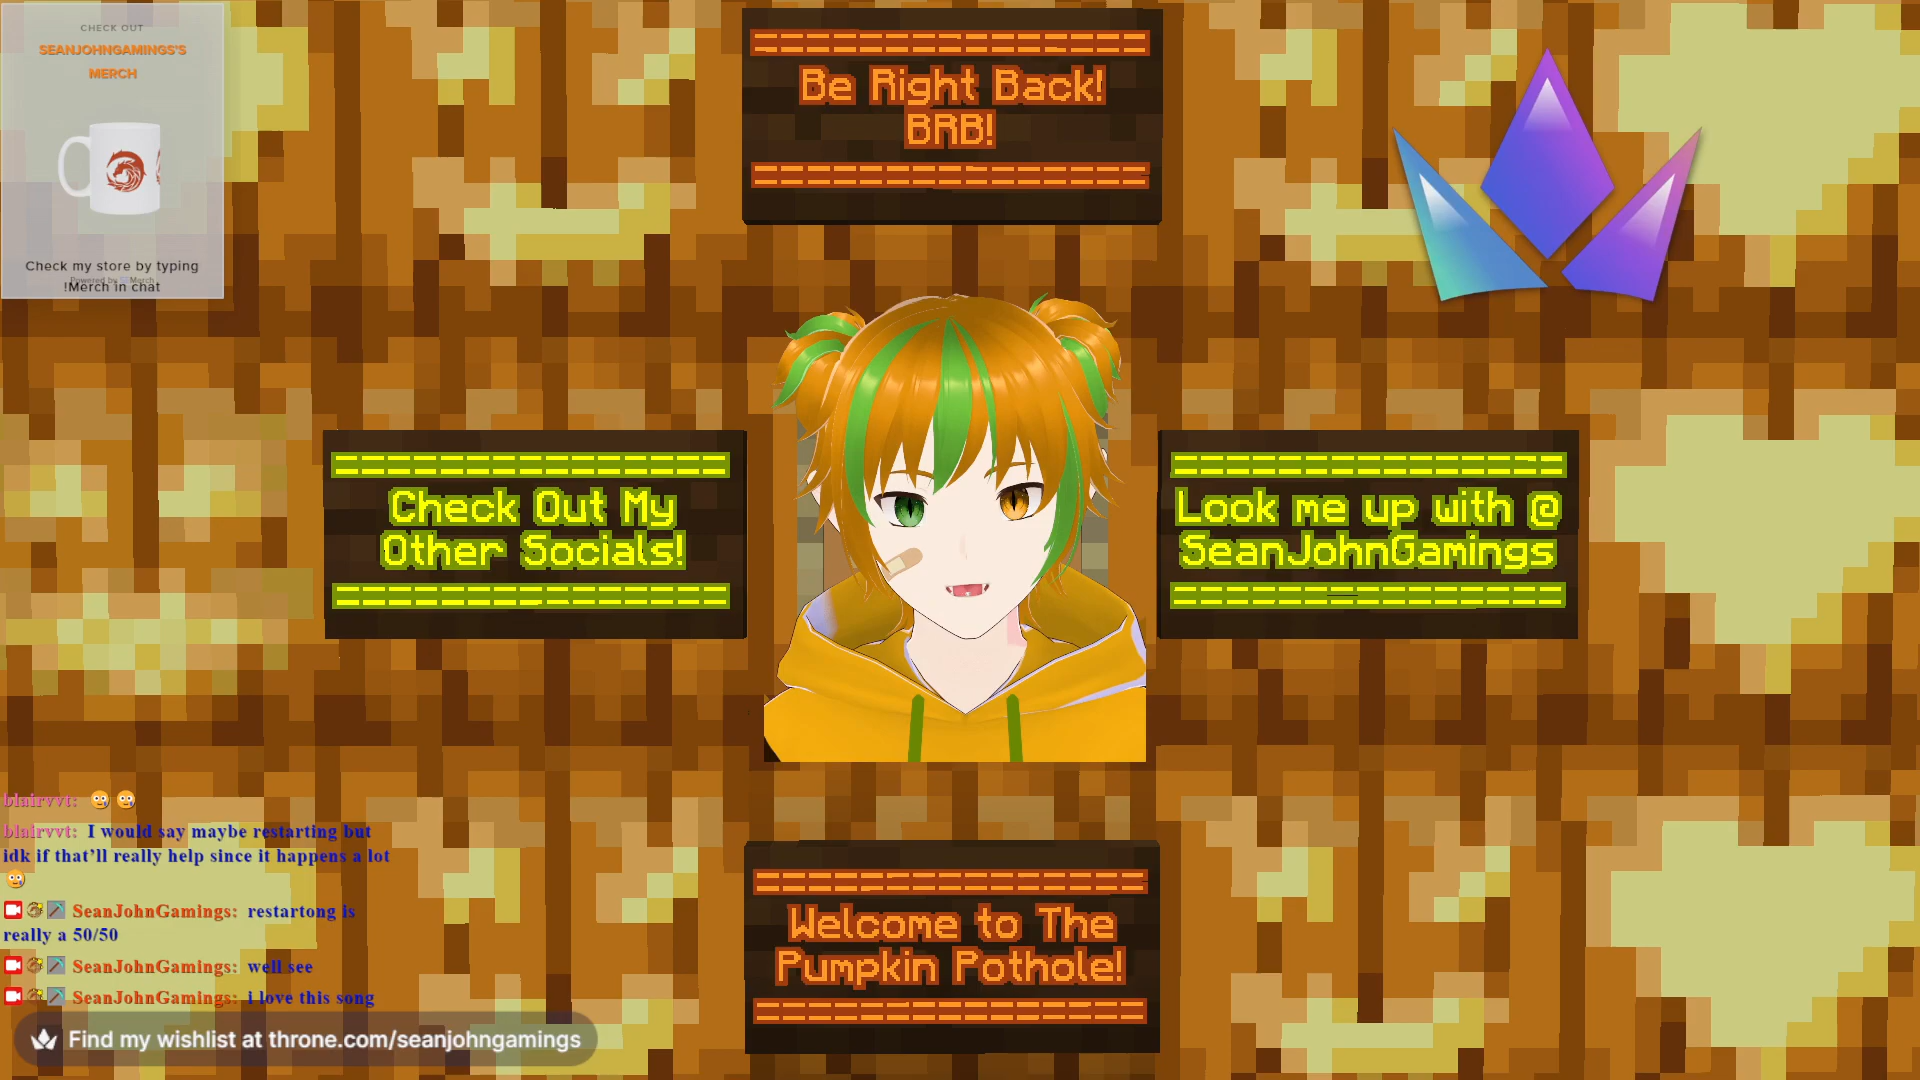 CHECK OUT
SEANJOHNGAMINGS'S
MERCH
Check my store by typing
Powered by Merch
!Merch in chat
==================
Be Right Back!
BRB!
==================
==================
Check Out My
Other Socials!
==================
==================
Look me up with @
SeanJohnGamings
==================
==================
Welcome to The
Pumpkin Pothole!
==================
blairvvt:
blairvvt: I would say maybe restarting but
idk if that'll really help since it happens a lot
SeanJohnGamings: restartong is
really a 50/50
SeanJohnGamings: well see
SeanJohnGamings: i love this song
Find my wishlist at throne.com/seanjohngamings